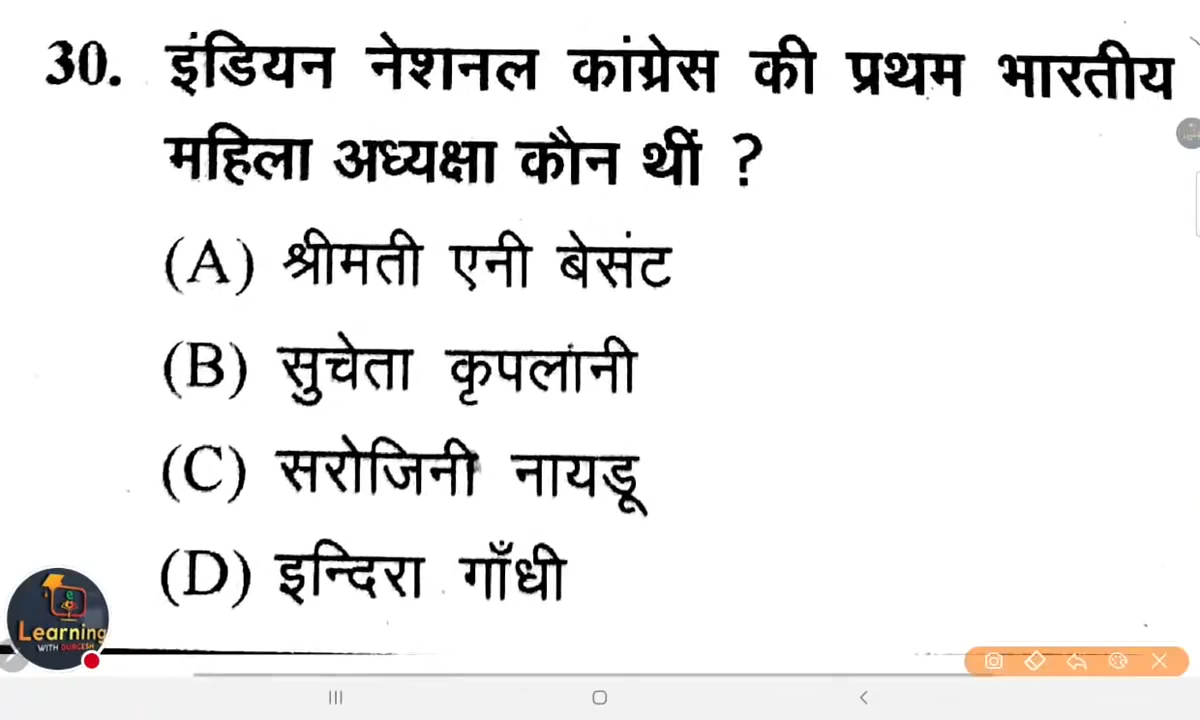 30. इंडियन नेशनल कांग्रेस की प्रथम भारतीय
महिला अध्यक्षा कौन थीं ?
(A) श्रीमती एनी बेसंट
(B) सुचेता कृपलानी
(C) सरोजिनी नायडू
(D) इन्दिरा गाँधी
Learning
WITH DURGESH